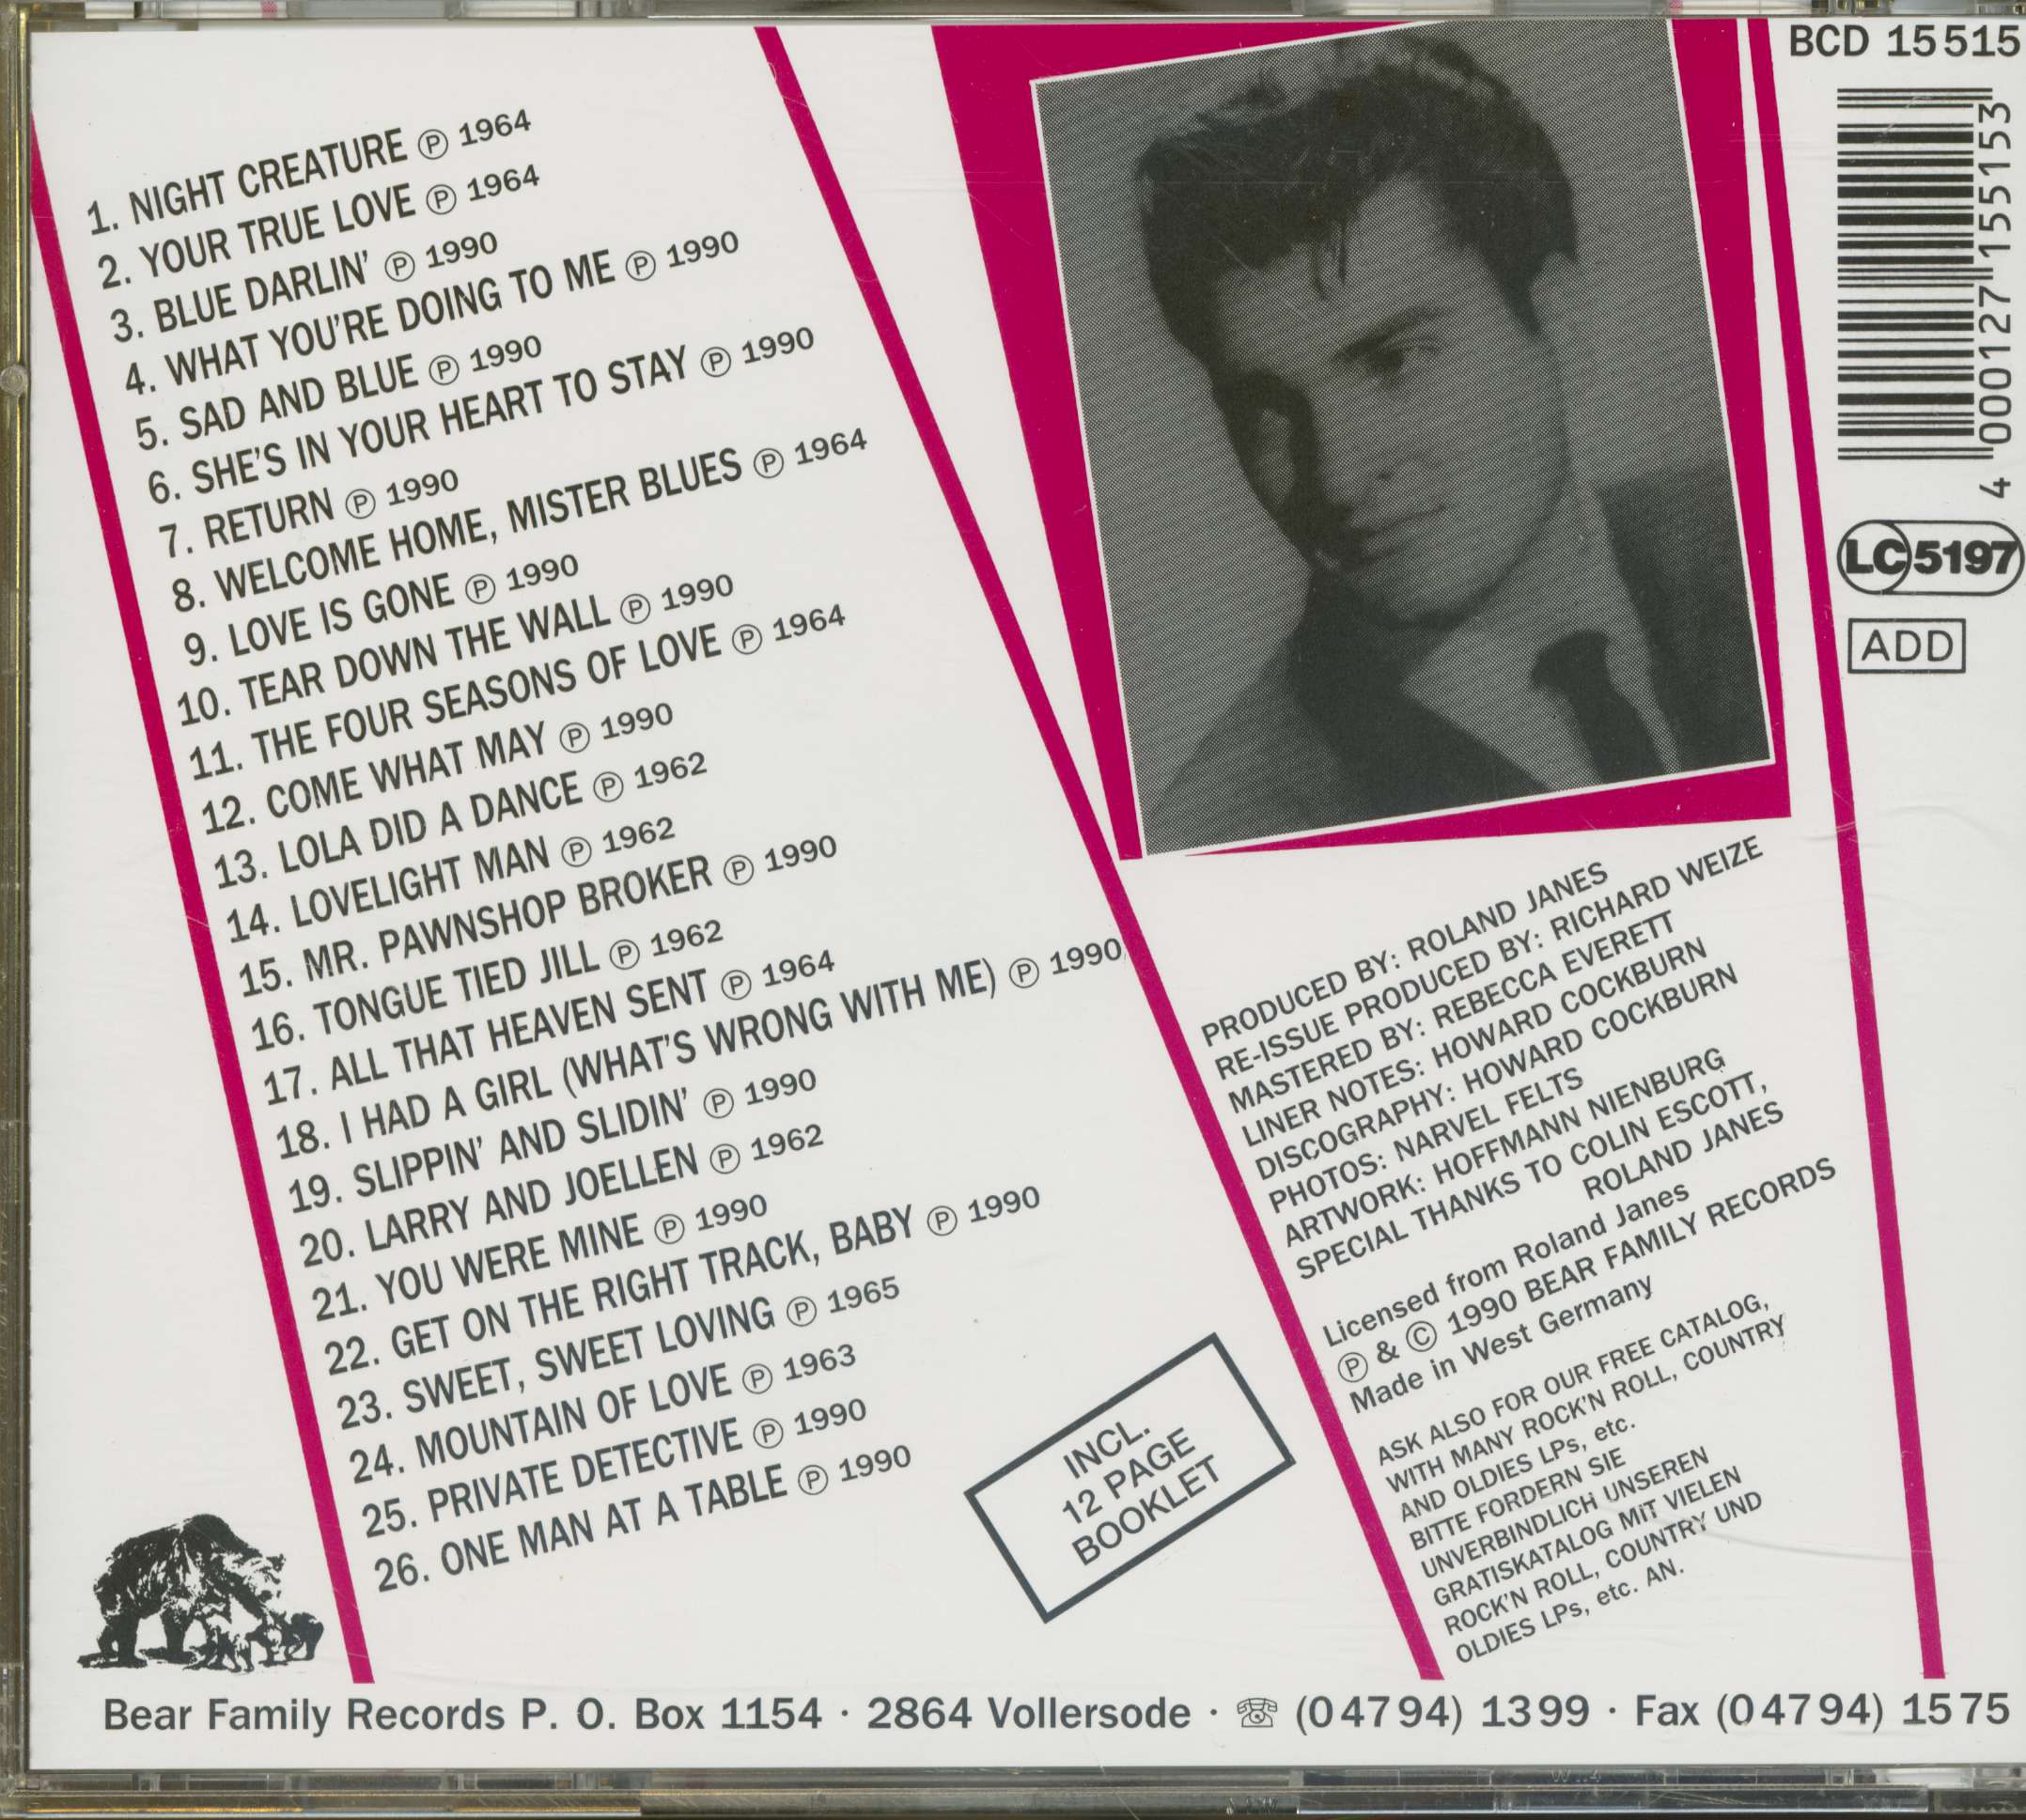 1. NIGHT CREATURE Ⓟ 1964
2. YOUR TRUE LOVE Ⓟ 1964
3. BLUE DARLIN' Ⓟ 1990
4. WHAT YOU'RE DOING TO ME Ⓟ 1990
5. SAD AND BLUE Ⓟ 1990
6. SHE'S IN YOUR HEART TO STAY Ⓟ 1990
7. RETURN Ⓟ 1990
8. WELCOME HOME, MISTER BLUES Ⓟ 1964
9. LOVE IS GONE Ⓟ 1990
10. TEAR DOWN THE WALL Ⓟ 1990
11. THE FOUR SEASONS OF LOVE Ⓟ 1964
12. COME WHAT MAY Ⓟ 1990
13. LOLA DID A DANCE Ⓟ 1962
14. LOVELIGHT MAN Ⓟ 1962
15. MR. PAWNSHOP BROKER Ⓟ 1990
16. TONGUE TIED JILL Ⓟ 1962
17. ALL THAT HEAVEN SENT Ⓟ 1964
18. I HAD A GIRL (WHAT'S WRONG WITH ME) Ⓟ 1990
19. SLIPPIN' AND SLIDIN' Ⓟ 1990
20. LARRY AND JOELLEN Ⓟ 1962
21. YOU WERE MINE Ⓟ 1990
22. GET ON THE RIGHT TRACK, BABY Ⓟ 1990
23. SWEET, SWEET LOVING Ⓟ 1965
24. MOUNTAIN OF LOVE Ⓟ 1963
25. PRIVATE DETECTIVE Ⓟ 1990
26. ONE MAN AT A TABLE Ⓟ 1990
INCL.
12 PAGE
BOOKLET
BCD 15515
4 000127 155153
LC 5197
ADD
PRODUCED BY: ROLAND JANES
RE-ISSUE PRODUCED BY: RICHARD WEIZE
MASTERED BY: REBECCA EVERETT
LINER NOTES: HOWARD COCKBURN
DISCOGRAPHY: HOWARD COCKBURN
PHOTOS: NARVEL FELTS
ARTWORK: HOFFMANN NIENBURG
SPECIAL THANKS TO COLIN ESCOTT,
ROLAND JANES
Licensed from Roland Janes
Ⓟ & © 1990 BEAR FAMILY RECORDS
Made in West Germany
ASK ALSO FOR OUR FREE CATALOG,
WITH MANY ROCK'N ROLL, COUNTRY
AND OLDIES LPs, etc.
BITTE FORDERN SIE
UNVERBINDLiCH UNSEREN
GRATISKATALOG MiT VIELEN
ROCK'N ROLL, COUNTRY UND
OLDIES LPs, etc. AN.
Bear Family Records P. O. Box 1154 · 2864 Vollersode · ☏ (04794) 1399 · Fax (04794) 1575